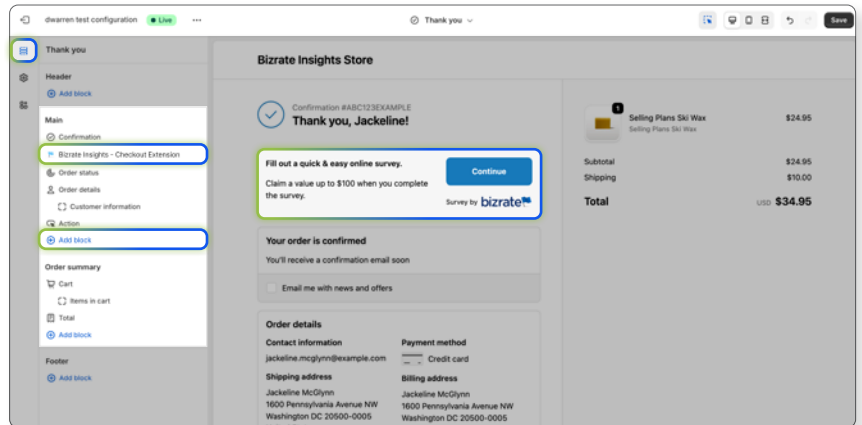 dwarren test configuration
Live
Thank you
Save
Thank you
Header
Add block
Main
Confirmation
Bizrate Insights - Checkout Extension
Order status
Order details
Customer information
Action
Add block
Order summary
Cart
Items in cart
Total
Add block
Footer
Add block
Bizrate Insights Store
Confirmation #ABC123EXAMPLE
Thank you, Jackeline!
Fill out a quick & easy online survey.
Claim a value up to $100 when you complete
the survey.
Continue
Survey by bizrate
Your order is confirmed
You'll receive a confirmation email soon
Email me with news and offers
Order details
Contact information
jackeline.mcglynn@example.com
Shipping address
Jackeline McGlynn
1600 Pennsylvania Avenue NW
Washington DC 20500-0005
Payment method
Credit card
Billing address
Jackeline McGlynn
1600 Pennsylvania Avenue NW
Washington DC 20500-0005
1
Selling Plans Ski Wax $24.95
Selling Plans Ski Wax
Subtotal $24.95
Shipping $10.00
Total USD $34.95